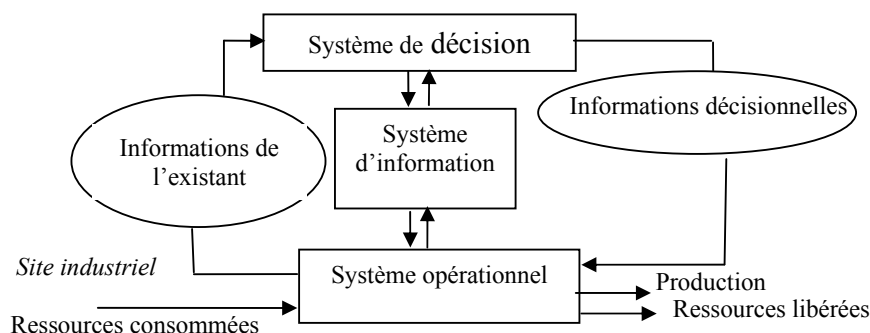 Système de décision
Informations décisionnelles
Système
d’information
Informations de
l’existant
Site industriel
Système opérationnel
Production
Ressources libérées
Ressources consommées